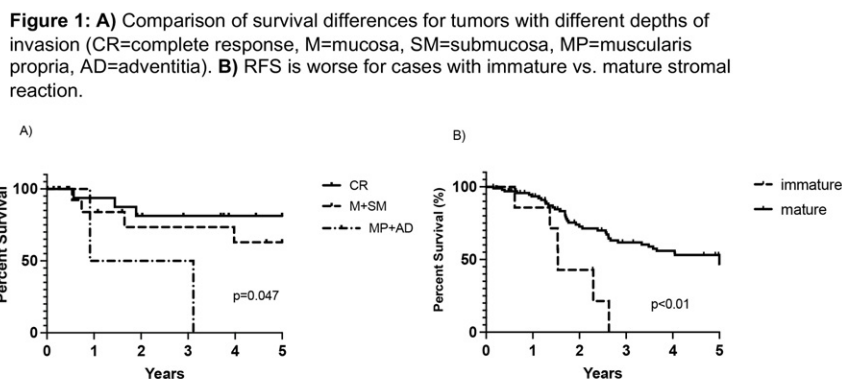 Figure 1: A) Comparison of survival differences for tumors with different depths of
invasion (CR=complete response, M=mucosa, SM=submucosa, MP=muscularis
propria, AD=adventitia). B) RFS is worse for cases with immature vs. mature stromal
reaction.
A)
Percent Survival
100
50
0
0 1 2 3 4 5
Years
CR
M+SM
MP+AD
p=0.047
B)
Percent Survival (%)
100
50
0
0 1 2 3 4 5
Years
immature
mature
p<0.01